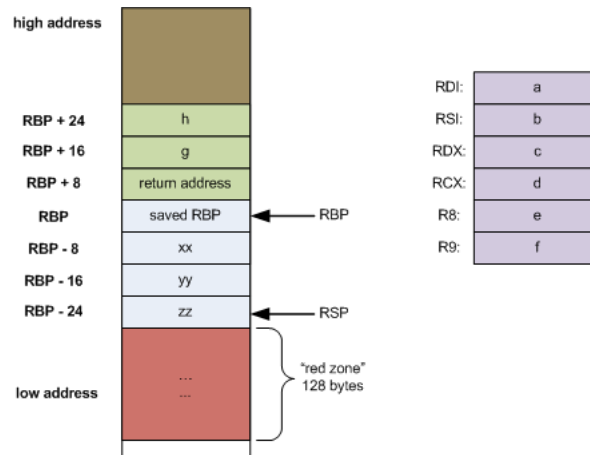 high address
RBP + 24
h
RBP + 16
g
RBP + 8
return address
RBP
saved RBP
RBP
RBP - 8
xx
RBP - 16
yy
RBP - 24
zz
RSP
...
...
low address
"red zone"
128 bytes
RDI:
a
RSI:
b
RDX:
c
RCX:
d
R8:
e
R9:
f